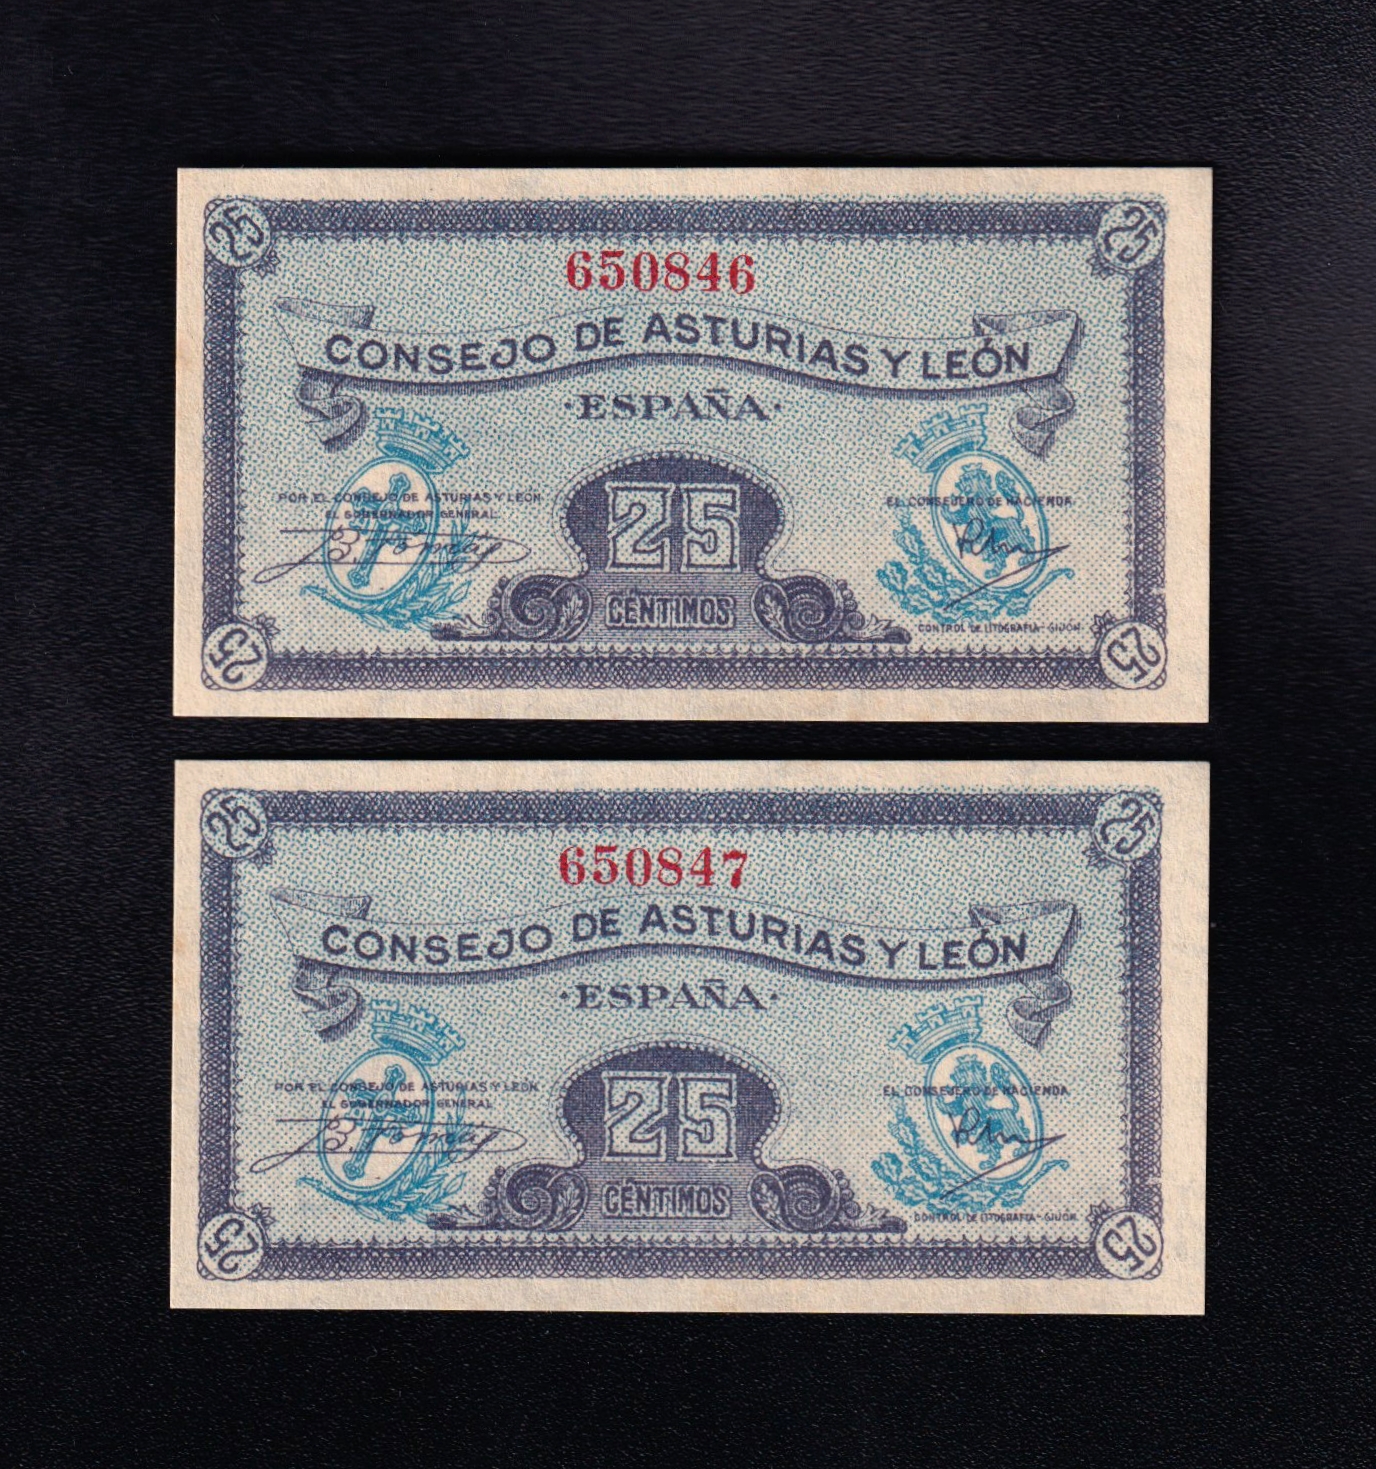 25 25
650846
CONSEJO DE ASTURIAS Y LEÓN
·ESPAÑA·
POR EL CONSEJO DE ASTURIAS Y LEÓN
EL GOBERNADOR GENERAL
EL CONSEJERO DE HACIENDA
25
CÉNTIMOS
CONTROL DE LITOGRAFIA - GIJÓN
25 25
25 25
650847
CONSEJO DE ASTURIAS Y LEÓN
·ESPAÑA·
POR EL CONSEJO DE ASTURIAS Y LEÓN
EL GOBERNADOR GENERAL
EL CONSEJERO DE HACIENDA
25
CÉNTIMOS
CONTROL DE LITOGRAFIA - GIJÓN
25 25